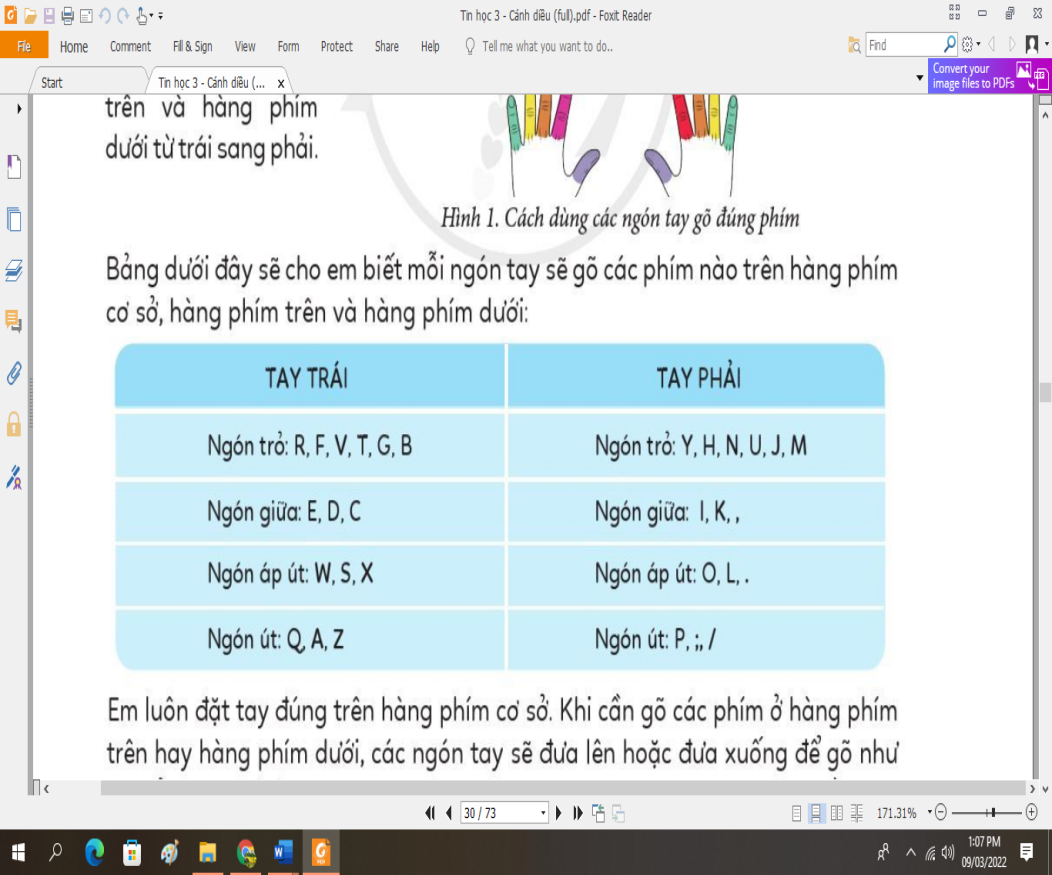 Tin học 3 - Cánh diều (full).pdf - Foxit Reader
File Home Comment Fill & Sign View Form Protect Share Help Tell me what you want to do.. Find
Start Tin học 3 - Cánh diều (... x
Convert your
image files to PDFs
trên và hàng phím
dưới từ trái sang phải.
Hình 1. Cách dùng các ngón tay gõ đúng phím
Bảng dưới đây sẽ cho em biết mỗi ngón tay sẽ gõ các phím nào trên hàng phím
cơ sở, hàng phím trên và hàng phím dưới:
TAY TRÁI TAY PHẢI
Ngón trỏ: R, F, V, T, G, B Ngón trỏ: Y, H, N, U, J, M
Ngón giữa: E, D, C Ngón giữa: I, K, ,
Ngón áp út: W, S, X Ngón áp út: O, L, .
Ngón út: Q, A, Z Ngón út: P, ;, /
Em luôn đặt tay đúng trên hàng phím cơ sở. Khi cần gõ các phím ở hàng phím
trên hay hàng phím dưới, các ngón tay sẽ đưa lên hoặc đưa xuống để gõ như
30 / 73 171.31%
1:07 PM
09/03/2022